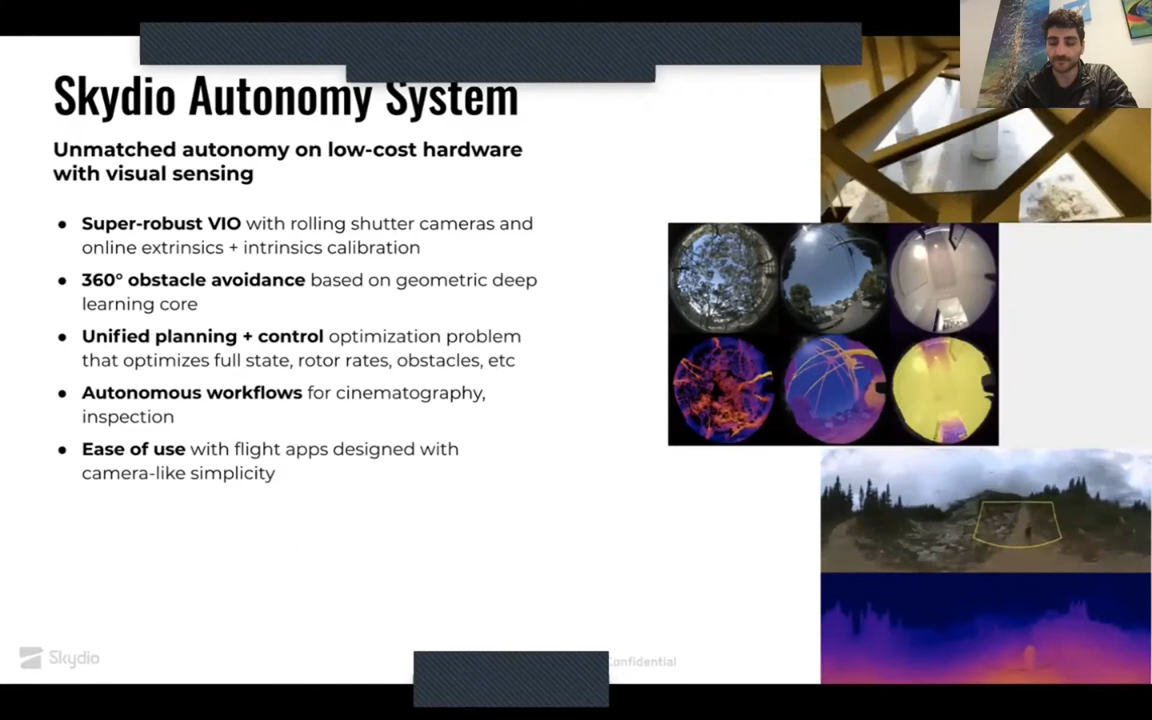 Skydio Autonomy System
Unmatched autonomy on low-cost hardware
with visual sensing
● Super-robust VIO with rolling shutter cameras and
online extrinsics + intrinsics calibration
● 360° obstacle avoidance based on geometric deep
learning core
● Unified planning + control optimization problem
that optimizes full state, rotor rates, obstacles, etc
● Autonomous workflows for cinematography,
inspection
● Ease of use with flight apps designed with
camera-like simplicity
Skydio
Confidential